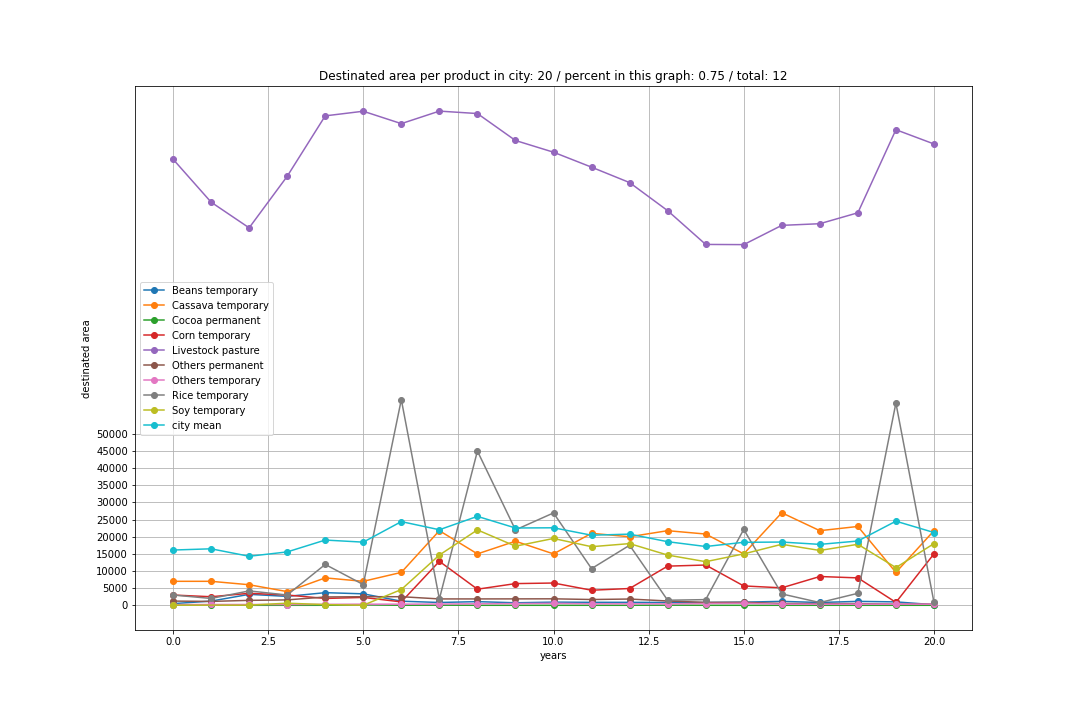 Destinated area per product in city: 20 / percent in this graph: 0.75 / total: 12
destinated area
Beans temporary
Cassava temporary
Cocoa permanent
Corn temporary
Livestock pasture
Others permanent
Others temporary
Rice temporary
Soy temporary
city mean
50000
45000
40000
35000
30000
25000
20000
15000
10000
5000
0
0.0 2.5 5.0 7.5 10.0 12.5 15.0 17.5 20.0
years